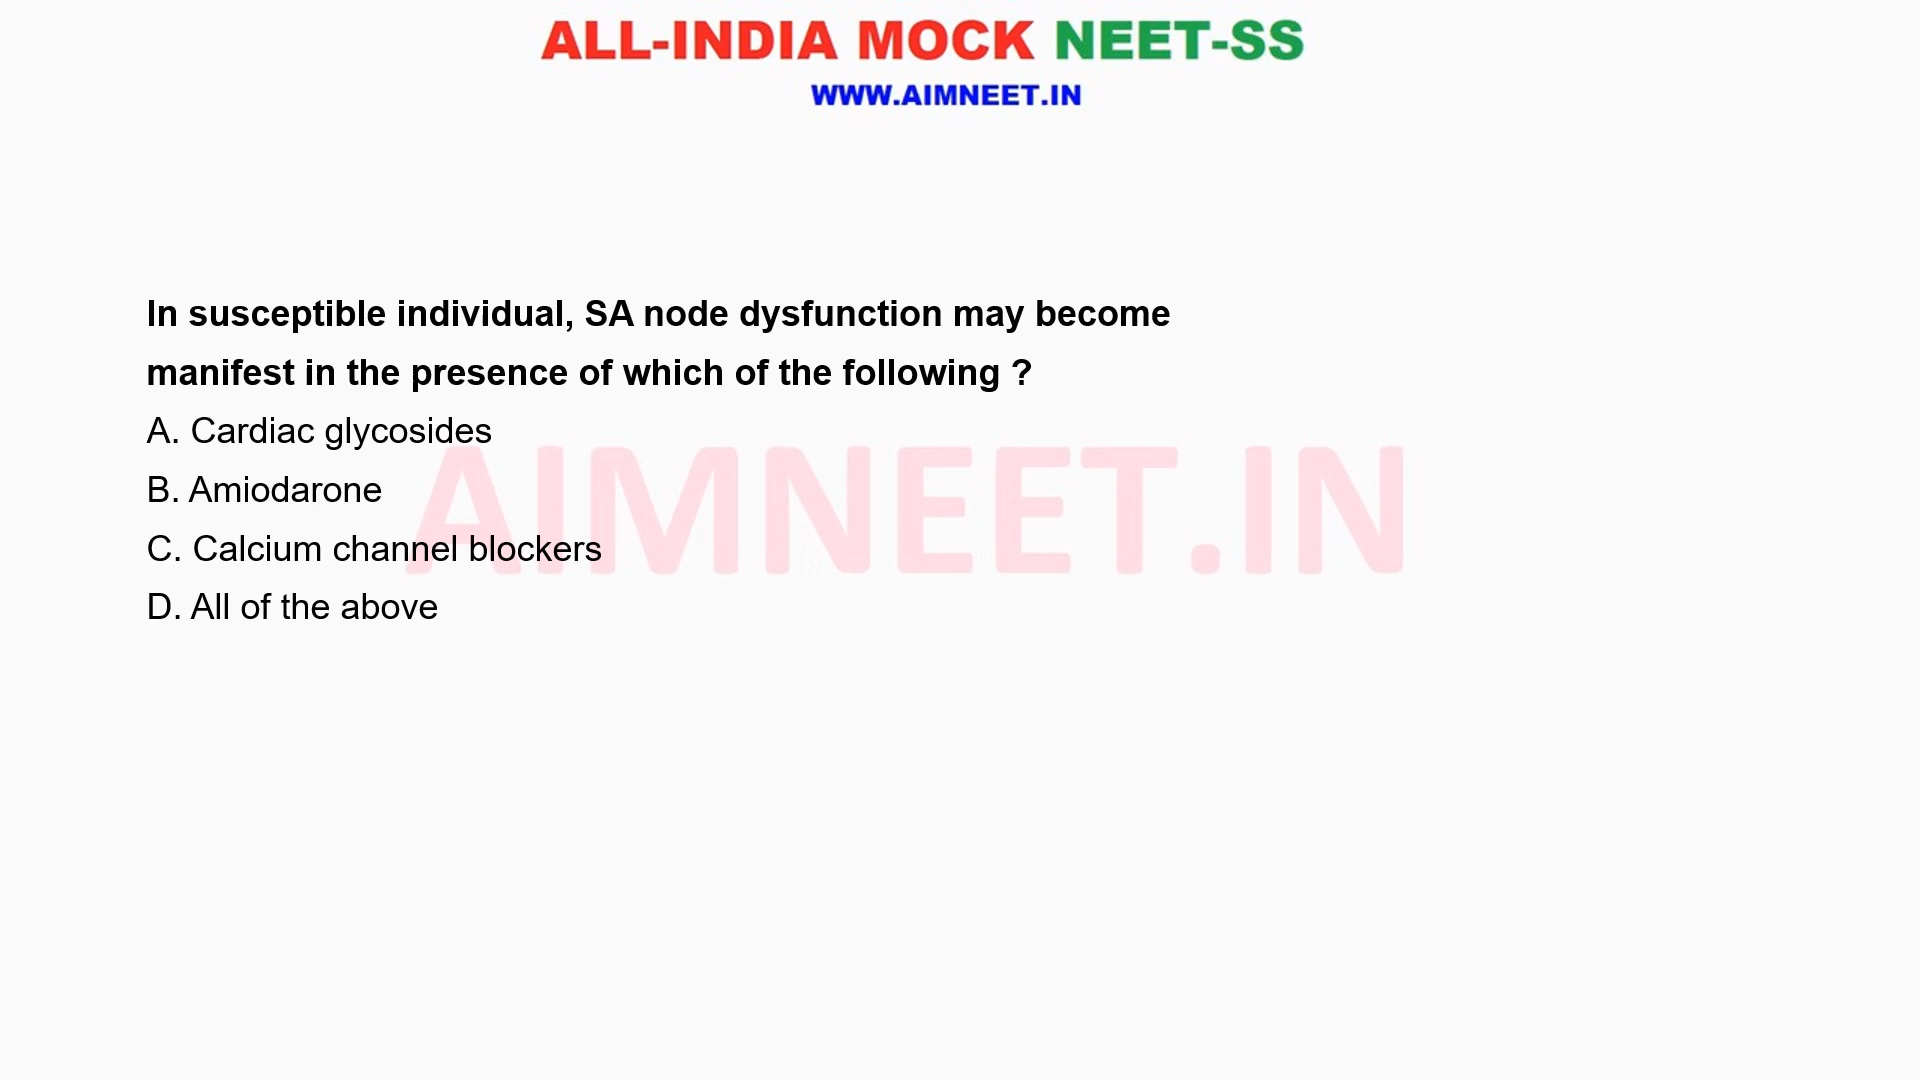 ALL-INDIA MOCK NEET-SS
WWW.AIMNEET.IN
In susceptible individual, SA node dysfunction may become
manifest in the presence of which of the following ?
A. Cardiac glycosides
B. Amiodarone
C. Calcium channel blockers
D. All of the above
AIMNEET.IN